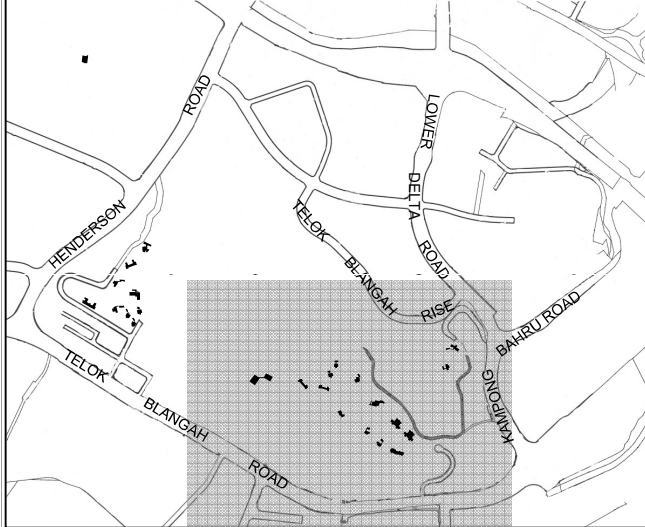 HENDERSON ROAD
LOWER DELTA ROAD
TELOK BLANGAH RISE
KAMPONG BAHRU ROAD
TELOK BLANGAH ROAD